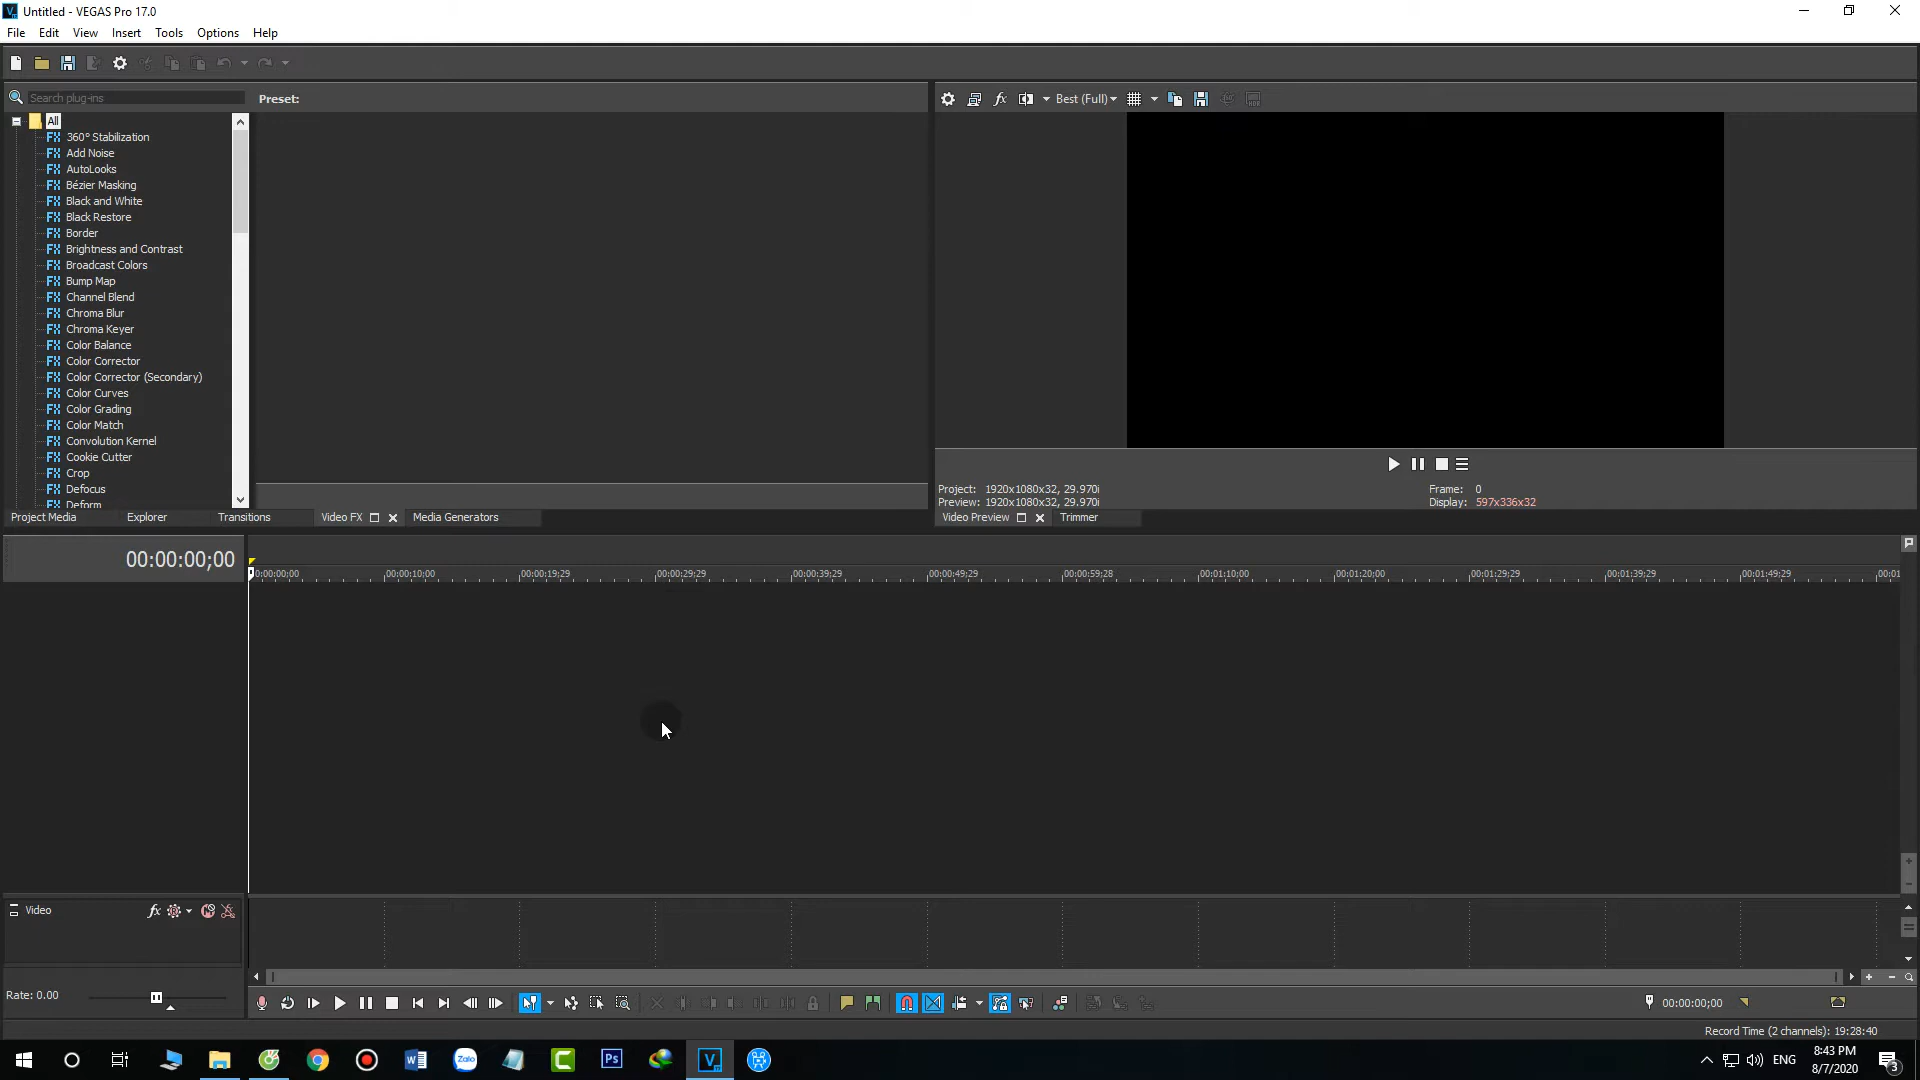 Untitled - VEGAS Pro 17.0
File Edit View Insert Tools Options Help
Search plug-ins
Preset:
Best (Full)
All
360° Stabilization
Add Noise
AutoLooks
Bézier Masking
Black and White
Black Restore
Border
Brightness and Contrast
Broadcast Colors
Bump Map
Channel Blend
Chroma Blur
Chroma Keyer
Color Balance
Color Corrector
Color Corrector (Secondary)
Color Curves
Color Grading
Color Match
Convolution Kernel
Cookie Cutter
Crop
Defocus
Deform
Project Media Explorer Transitions Video FX Media Generators
Project: 1920x1080x32, 29.970i Frame: 0
Preview: 1920x1080x32, 29.970i Display: 597x336x32
Video Preview Trimmer
00:00:00;00
0:00:00;00 00:00:10;00 00:00:19;29 00:00:29;29 00:00:39;29 00:00:49;29 00:00:59;28 00:01:10;00 00:01:20;00 00:01:29;29 00:01:39;29 00:01:49;29 00:01
Video
Rate: 0.00
00:00:00;00
Record Time (2 channels): 19:28:40
Zalo Ps V ENG 8:43 PM
8/7/2020 3